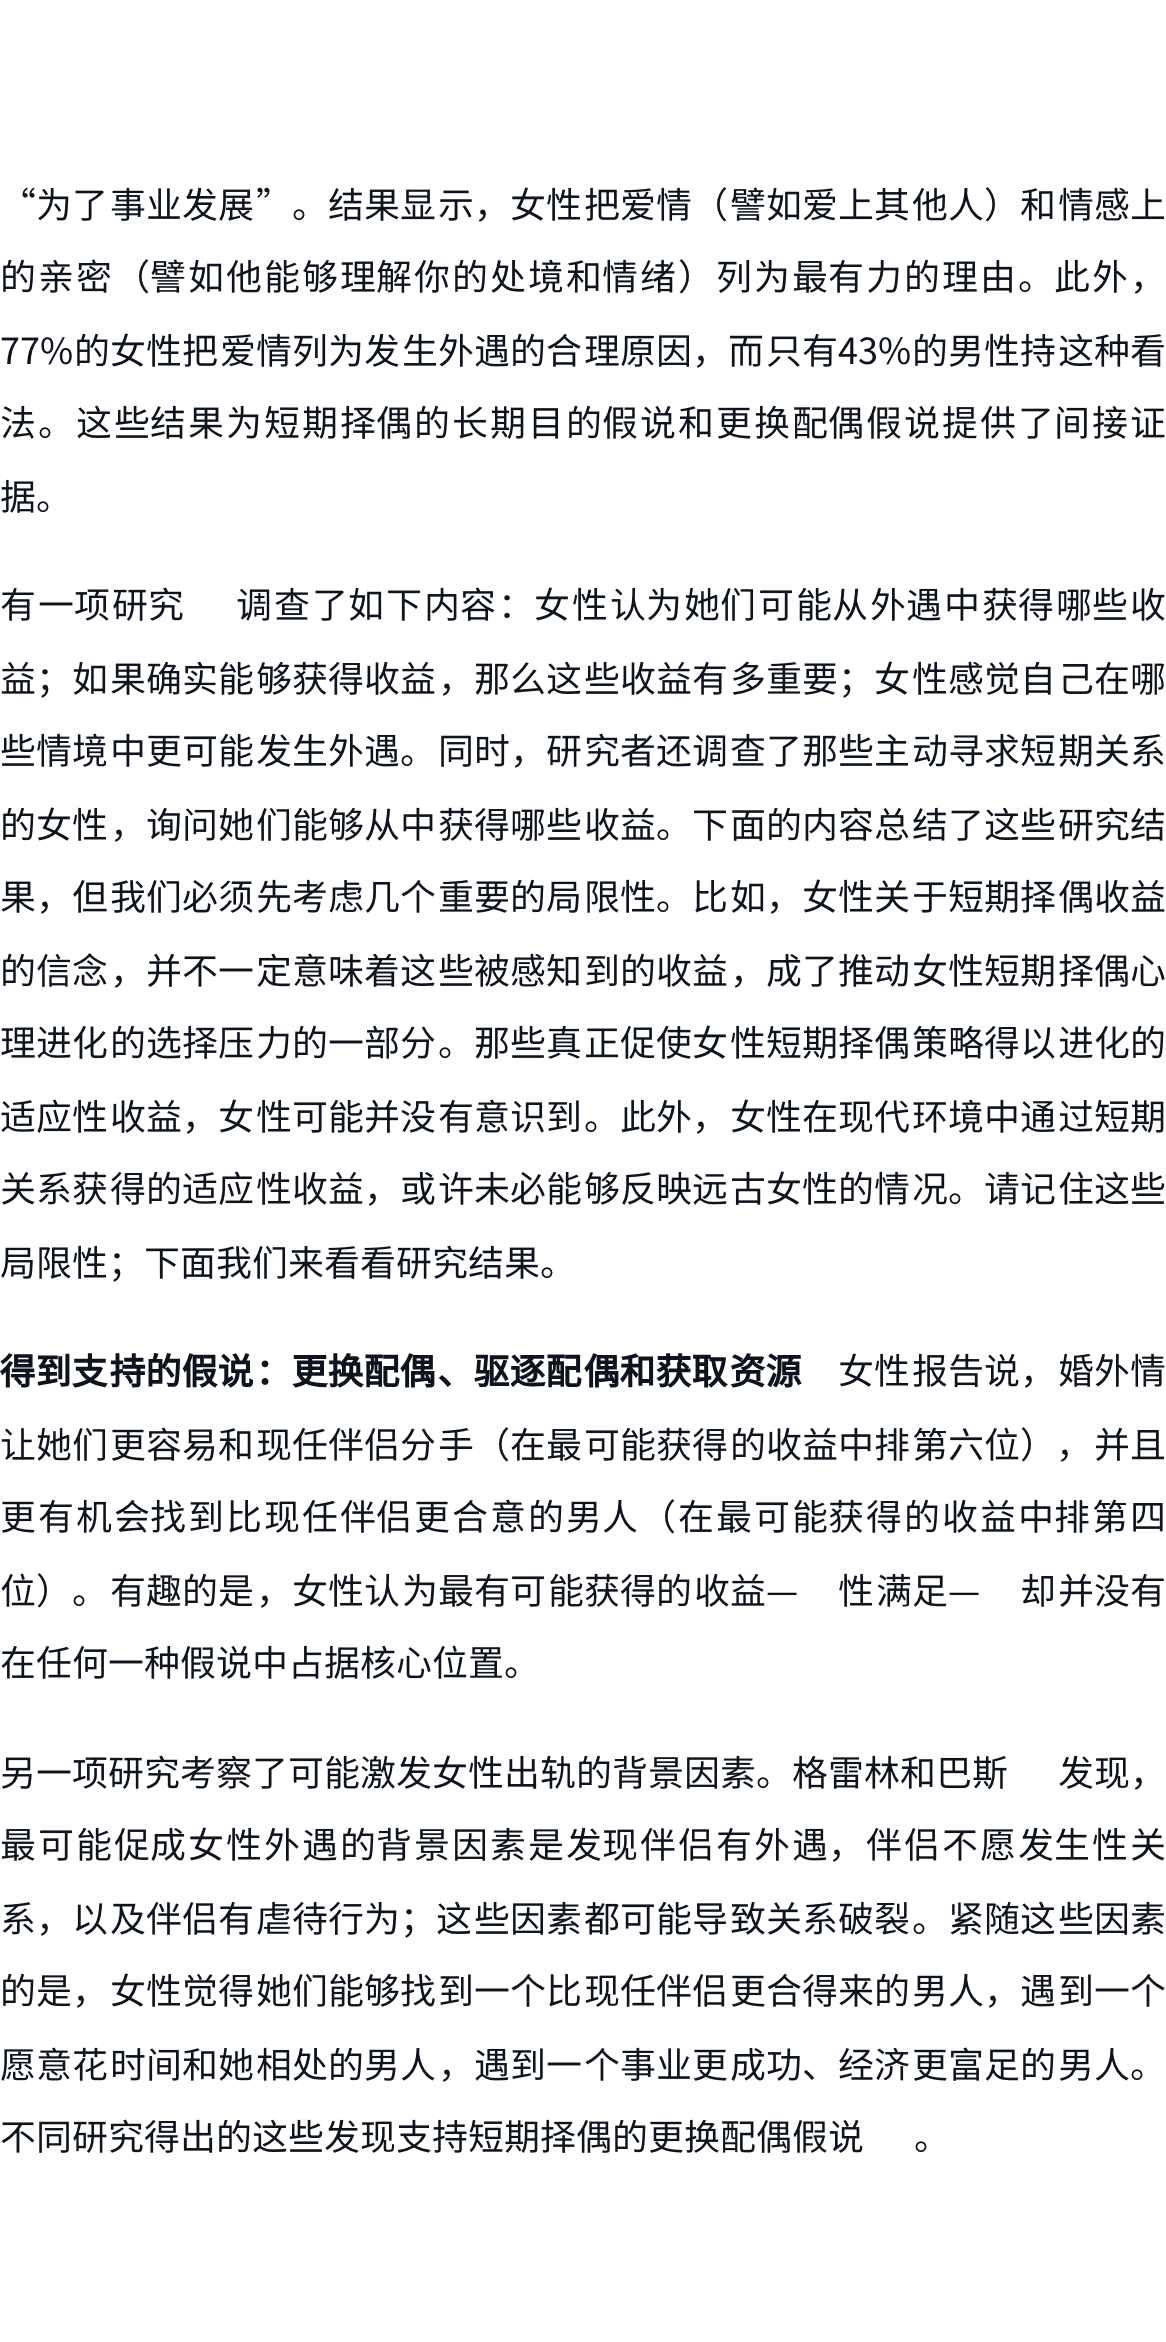 “为了事业发展”。结果显示，女性把爱情（譬如爱上其他人）和情感上
的亲密（譬如他能够理解你的处境和情绪）列为最有力的理由。此外，
77%的女性把爱情列为发生外遇的合理原因，而只有43%的男性持这种看
法。这些结果为短期择偶的长期目的假说和更换配偶假说提供了间接证
据。
有一项研究 调查了如下内容：女性认为她们可能从外遇中获得哪些收
益；如果确实能够获得收益，那么这些收益有多重要；女性感觉自己在哪
些情境中更可能发生外遇。同时，研究者还调查了那些主动寻求短期关系
的女性，询问她们能够从中获得哪些收益。下面的内容总结了这些研究结
果，但我们必须先考虑几个重要的局限性。比如，女性关于短期择偶收益
的信念，并不一定意味着这些被感知到的收益，成了推动女性短期择偶心
理进化的选择压力的一部分。那些真正促使女性短期择偶策略得以进化的
适应性收益，女性可能并没有意识到。此外，女性在现代环境中通过短期
关系获得的适应性收益，或许未必能够反映远古女性的情况。请记住这些
局限性；下面我们来看看研究结果。
得到支持的假说：更换配偶、驱逐配偶和获取资源 女性报告说，婚外情
让她们更容易和现任伴侣分手（在最可能获得的收益中排第六位），并且
更有机会找到比现任伴侣更合意的男人（在最可能获得的收益中排第四
位）。有趣的是，女性认为最有可能获得的收益— 性满足— 却并没有
在任何一种假说中占据核心位置。
另一项研究考察了可能激发女性出轨的背景因素。格雷林和巴斯 发现，
最可能促成女性外遇的背景因素是发现伴侣有外遇，伴侣不愿发生性关
系，以及伴侣有虐待行为；这些因素都可能导致关系破裂。紧随这些因素
的是，女性觉得她们能够找到一个比现任伴侣更合得来的男人，遇到一个
愿意花时间和她相处的男人，遇到一个事业更成功、经济更富足的男人。
不同研究得出的这些发现支持短期择偶的更换配偶假说 。